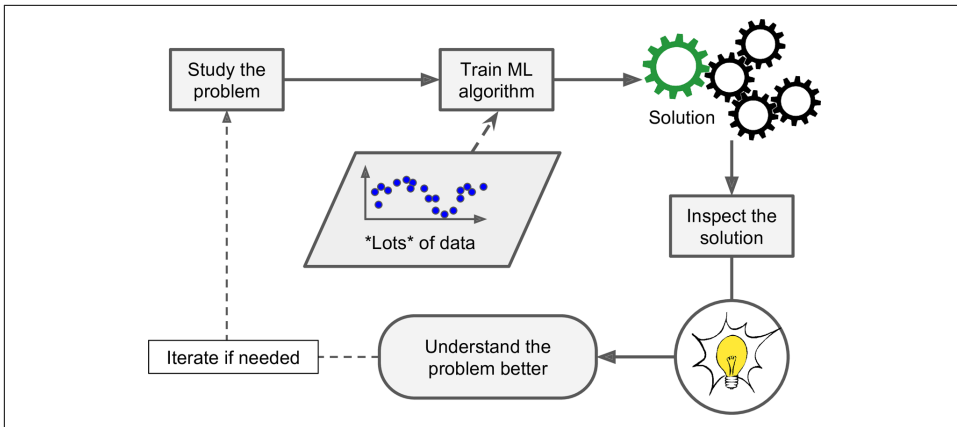 Study the
problem
Train ML
algorithm
Solution
*Lots* of data
Inspect the
solution
Understand the
problem better
Iterate if needed